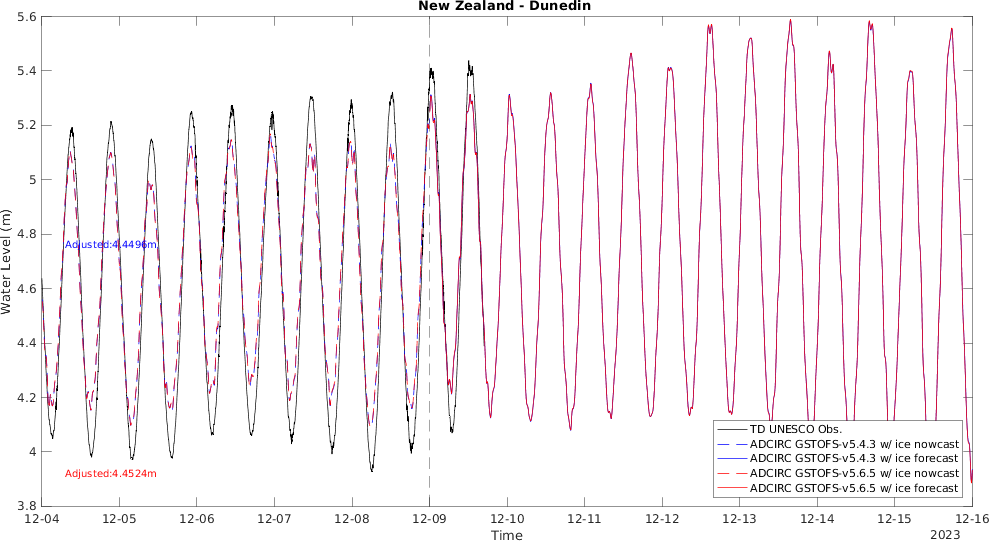 New Zealand - Dunedin
5.6
5.4
5.2
5
4.8
4.6
4.4
4.2
4
3.8
Water Level (m)
Adjusted:4.4496m
Adjusted:4.4524m
TD UNESCO Obs.
ADCIRC GSTOFS-v5.4.3 w/ ice nowcast
ADCIRC GSTOFS-v5.4.3 w/ ice forecast
ADCIRC GSTOFS-v5.6.5 w/ ice nowcast
ADCIRC GSTOFS-v5.6.5 w/ ice forecast
12-04 12-05 12-06 12-07 12-08 12-09 12-10 12-11 12-12 12-13 12-14 12-15 12-16
Time
2023